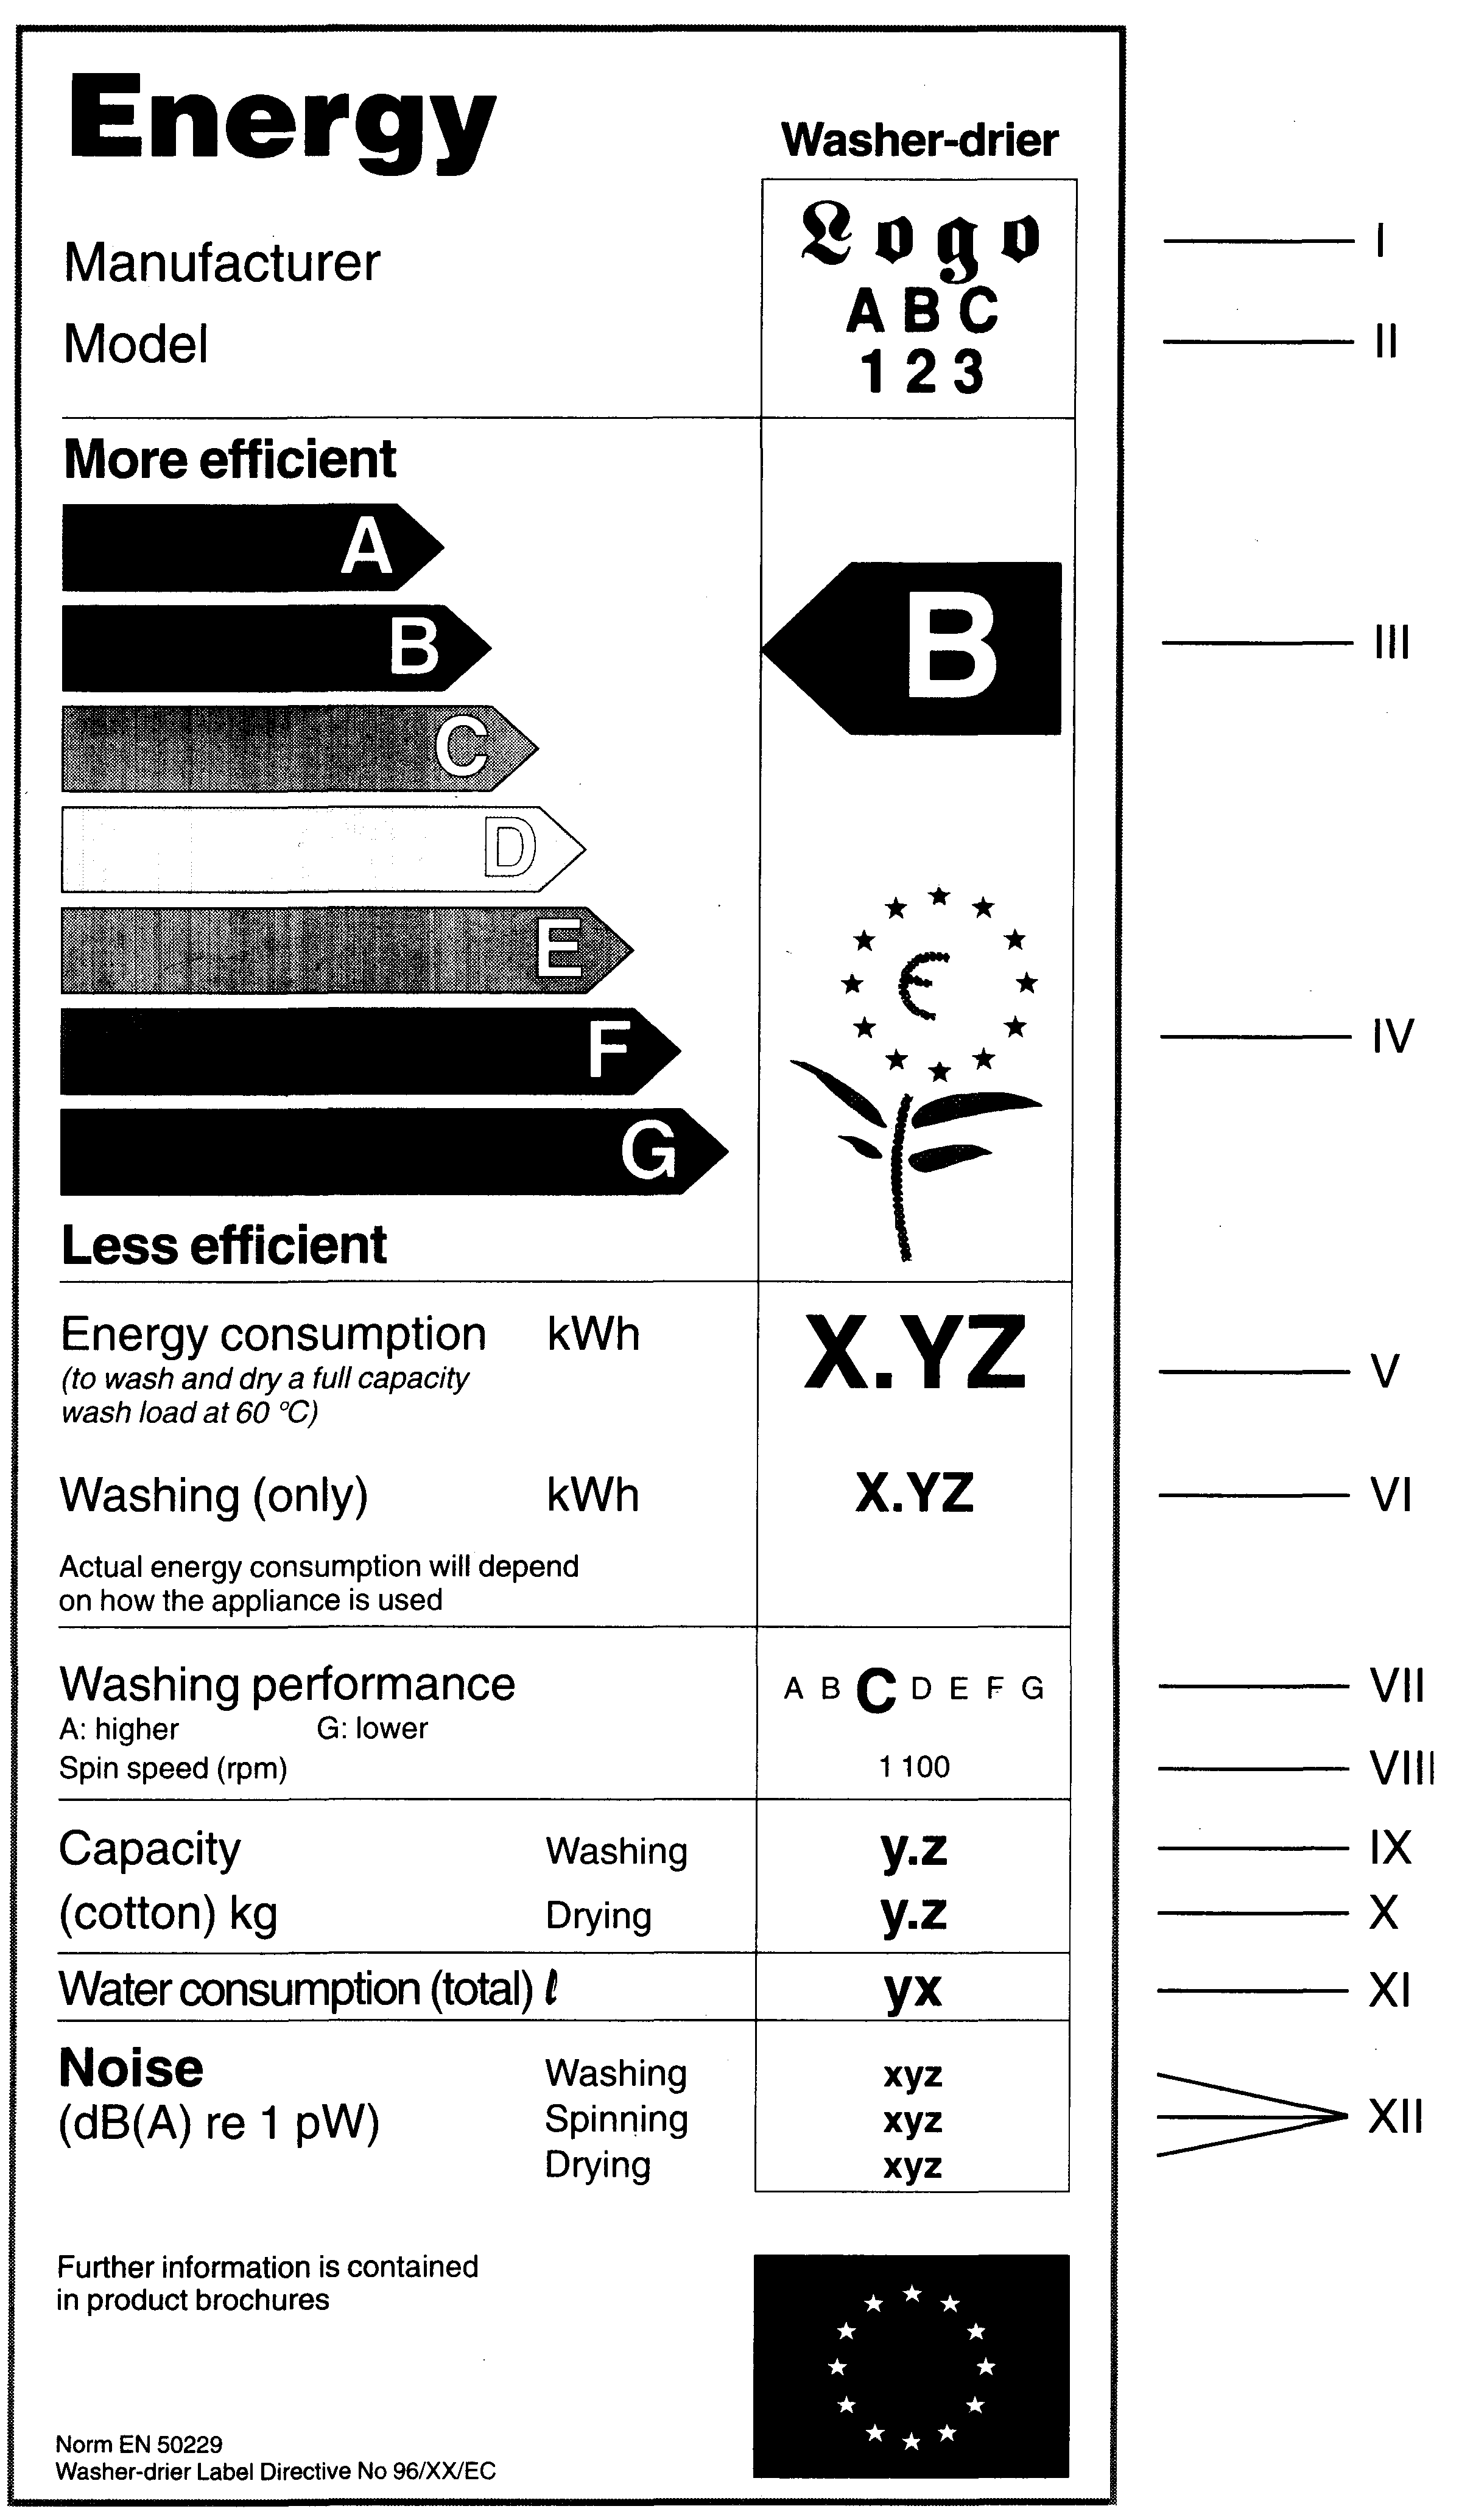 Energy
Washer-drier
Manufacturer
Logo
I
ABC
Model
II
123
More efficient
A
B
B
III
C
D
E
F
IV
G
Less efficient
Energy consumption kWh X.YZ
(to wash and dry a full capacity
V
wash load at 60 °C)
Washing (only) kWh X.YZ VI
Actual energy consumption will depend
on how the appliance is used
Washing performance A B C D E F G VII
A: higher G: lower
Spin speed (rpm) 1 100 VIII
Capacity Washing y.z IX
(cotton) kg Drying y.z X
Water consumption (total) ℓ yx XI
Noise Washing xyz
(dB(A) re 1 pW) Spinning xyz XII
Drying xyz
Further information is contained
in product brochures
Norm EN 50229
Washer-drier Label Directive No 96/XX/EC